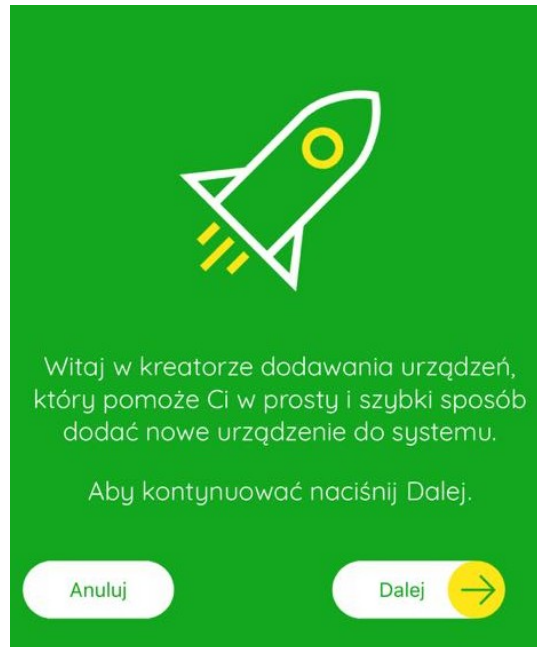 Witaj w kreatorze dodawania urządzeń,
który pomoże Ci w prosty i szybki sposób
dodać nowe urządzenie do systemu.
Aby kontynuować naciśnij Dalej.
Anuluj
Dalej